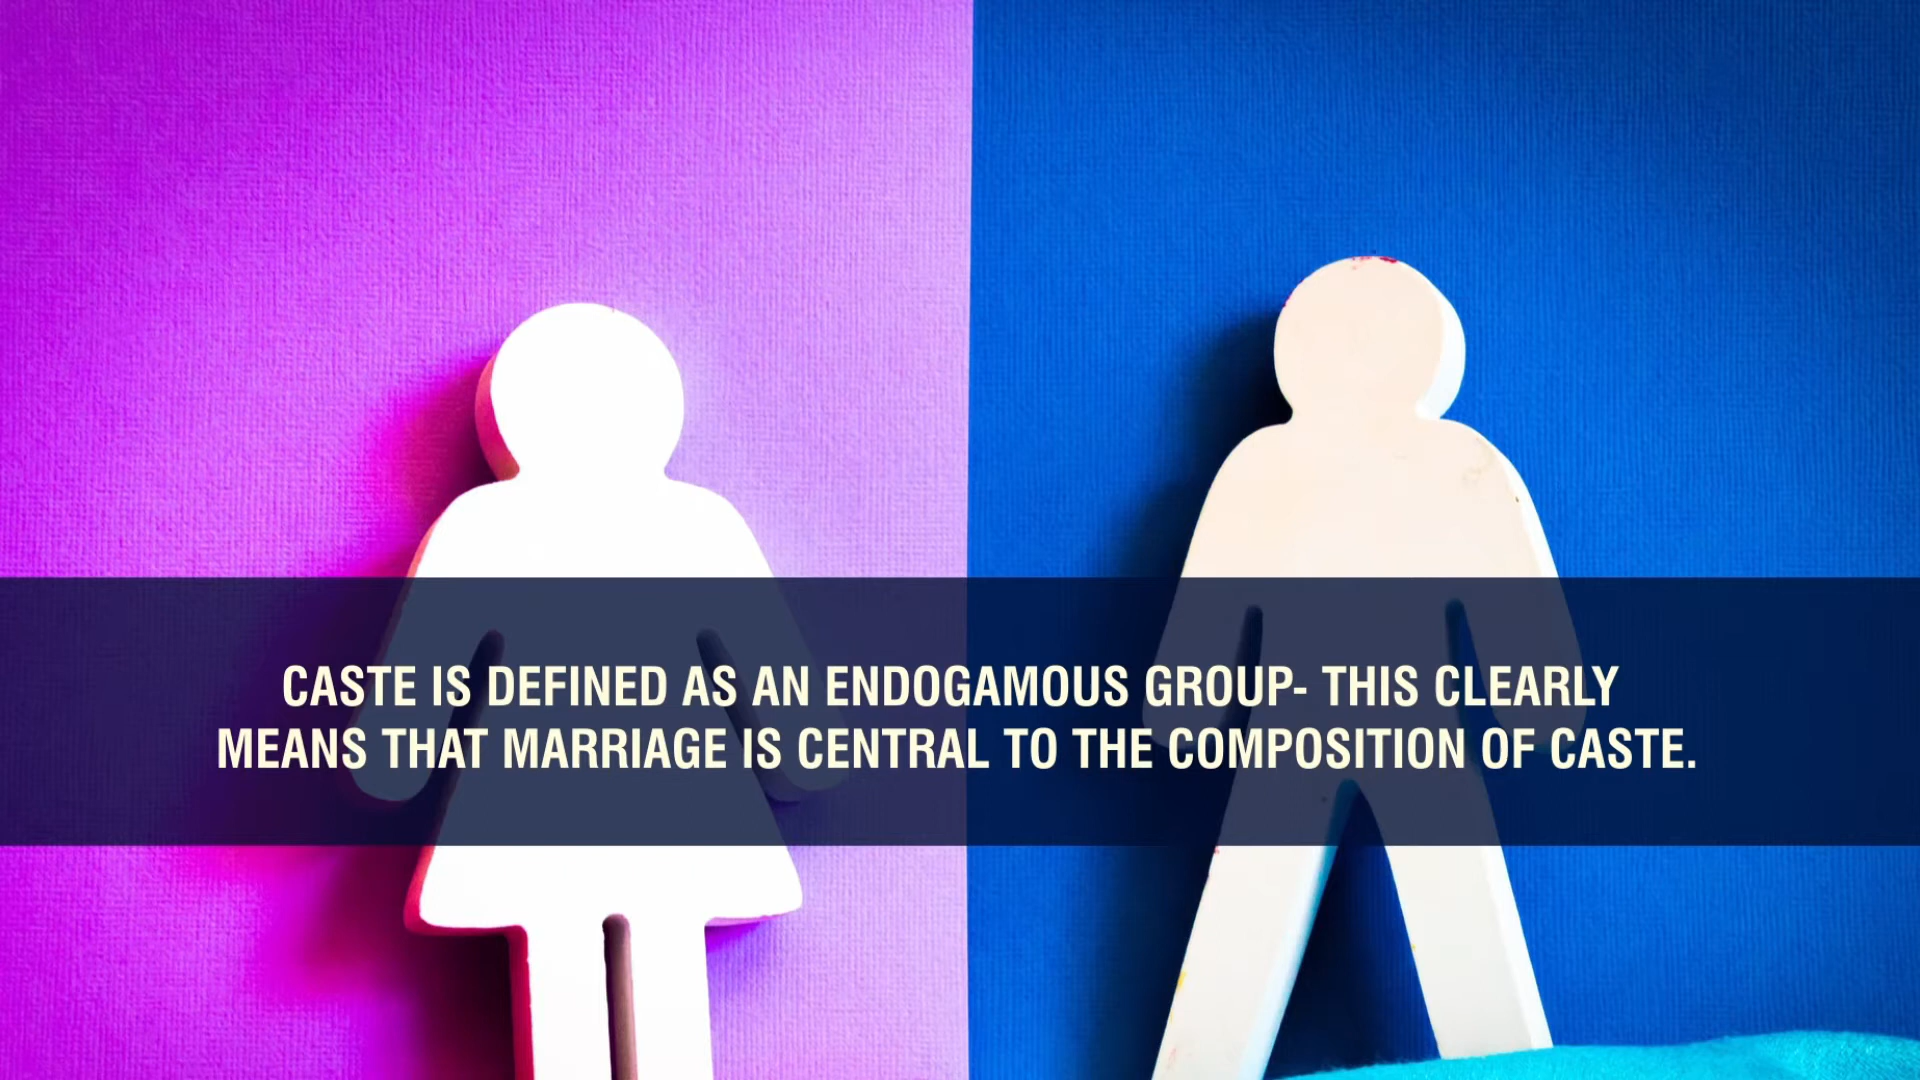 CASTE IS DEFINED AS AN ENDOGAMOUS GROUP- THIS CLEARLY
MEANS THAT MARRIAGE IS CENTRAL TO THE COMPOSITION OF CASTE.